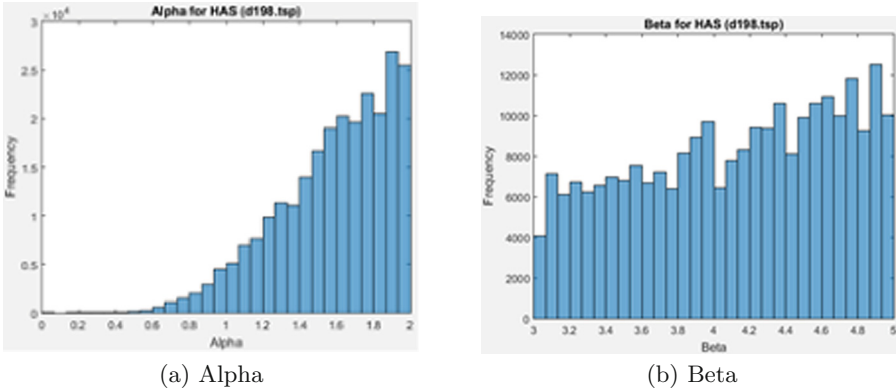 Alpha for HAS (d198.tsp)
×10⁴
3
2.5
2
1.5
1
0.5
0
Frequency
0 0.2 0.4 0.6 0.8 1 1.2 1.4 1.6 1.8 2
Alpha
(a) Alpha
Beta for HAS (d198.tsp)
14000
12000
10000
8000
6000
4000
2000
0
Frequency
3 3.2 3.4 3.6 3.8 4 4.2 4.4 4.6 4.8 5
Beta
(b) Beta